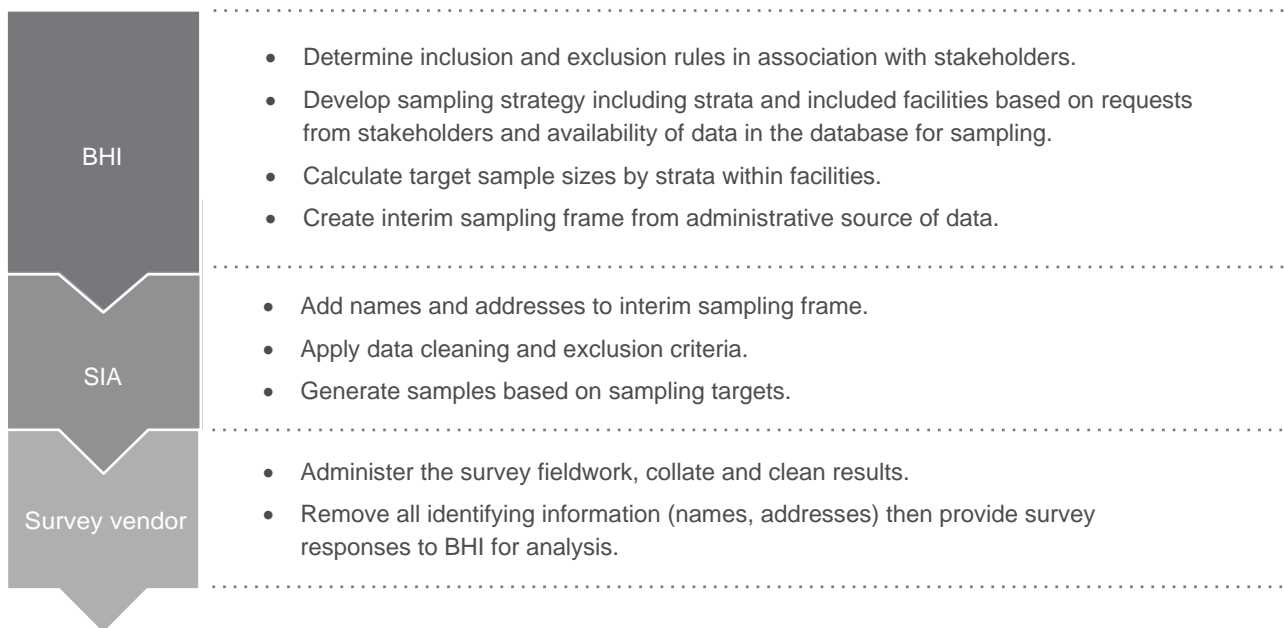 BHI
• Determine inclusion and exclusion rules in association with stakeholders.
• Develop sampling strategy including strata and included facilities based on requests
from stakeholders and availability of data in the database for sampling.
• Calculate target sample sizes by strata within facilities.
• Create interim sampling frame from administrative source of data.
SIA
• Add names and addresses to interim sampling frame.
• Apply data cleaning and exclusion criteria.
• Generate samples based on sampling targets.
Survey vendor
• Administer the survey fieldwork, collate and clean results.
• Remove all identifying information (names, addresses) then provide survey
responses to BHI for analysis.